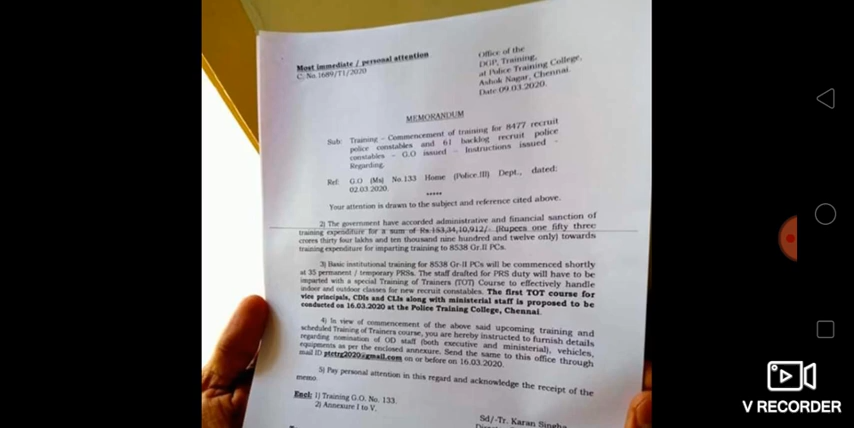 Most immediate / personal attention
C. No.1689/T1/2020
Office of the
DGP, Training,
at Police Training College,
Ashok Nagar, Chennai.
Date:09.03.2020.
MEMORANDUM
Sub: Training – Commencement of training for 8477 recruit
police constables and 61 backlog recruit police
constables – G.O issued – Instructions issued –
Regarding.
Ref: G.O (Ms) No.133 Home (Police.III) Dept., dated:
02.03.2020.
*****
Your attention is drawn to the subject and reference cited above.
2) The government have accorded administrative and financial sanction of
training expenditure for a sum of Rs.153,34,10,912/- (Rupees one fifty three
crores thirty four lakhs and ten thousand nine hundred and twelve only) towards
training expenditure for imparting training to 8538 Gr.II PCs.
3) Basic institutional training for 8538 Gr-II PCs will be commenced shortly
at 35 permanent / temporary PRSs. The staff drafted for PRS duty will have to be
imparted with a special Training of Trainers (TOT) Course to effectively handle
indoor and outdoor classes for new recruit constables. The first TOT course for
vice principals, CDIs and CLIs along with ministerial staff is proposed to be
conducted on 16.03.2020 at the Police Training College, Chennai.
4) In view of commencement of the above said upcoming training and
scheduled Training of Trainers course, you are hereby instructed to furnish details
regarding nomination of OD staff (both executive and ministerial), vehicles,
equipments as per the enclosed annexure. Send the same to this office through
mail ID ptctrg2020@gmail.com on or before on 16.03.2020.
5) Pay personal attention in this regard and acknowledge the receipt of the
memo.
Encl: 1) Training G.O. No. 133.
2) Annexure I to V.
Sd/-Tr. Karan Singha
V RECORDER